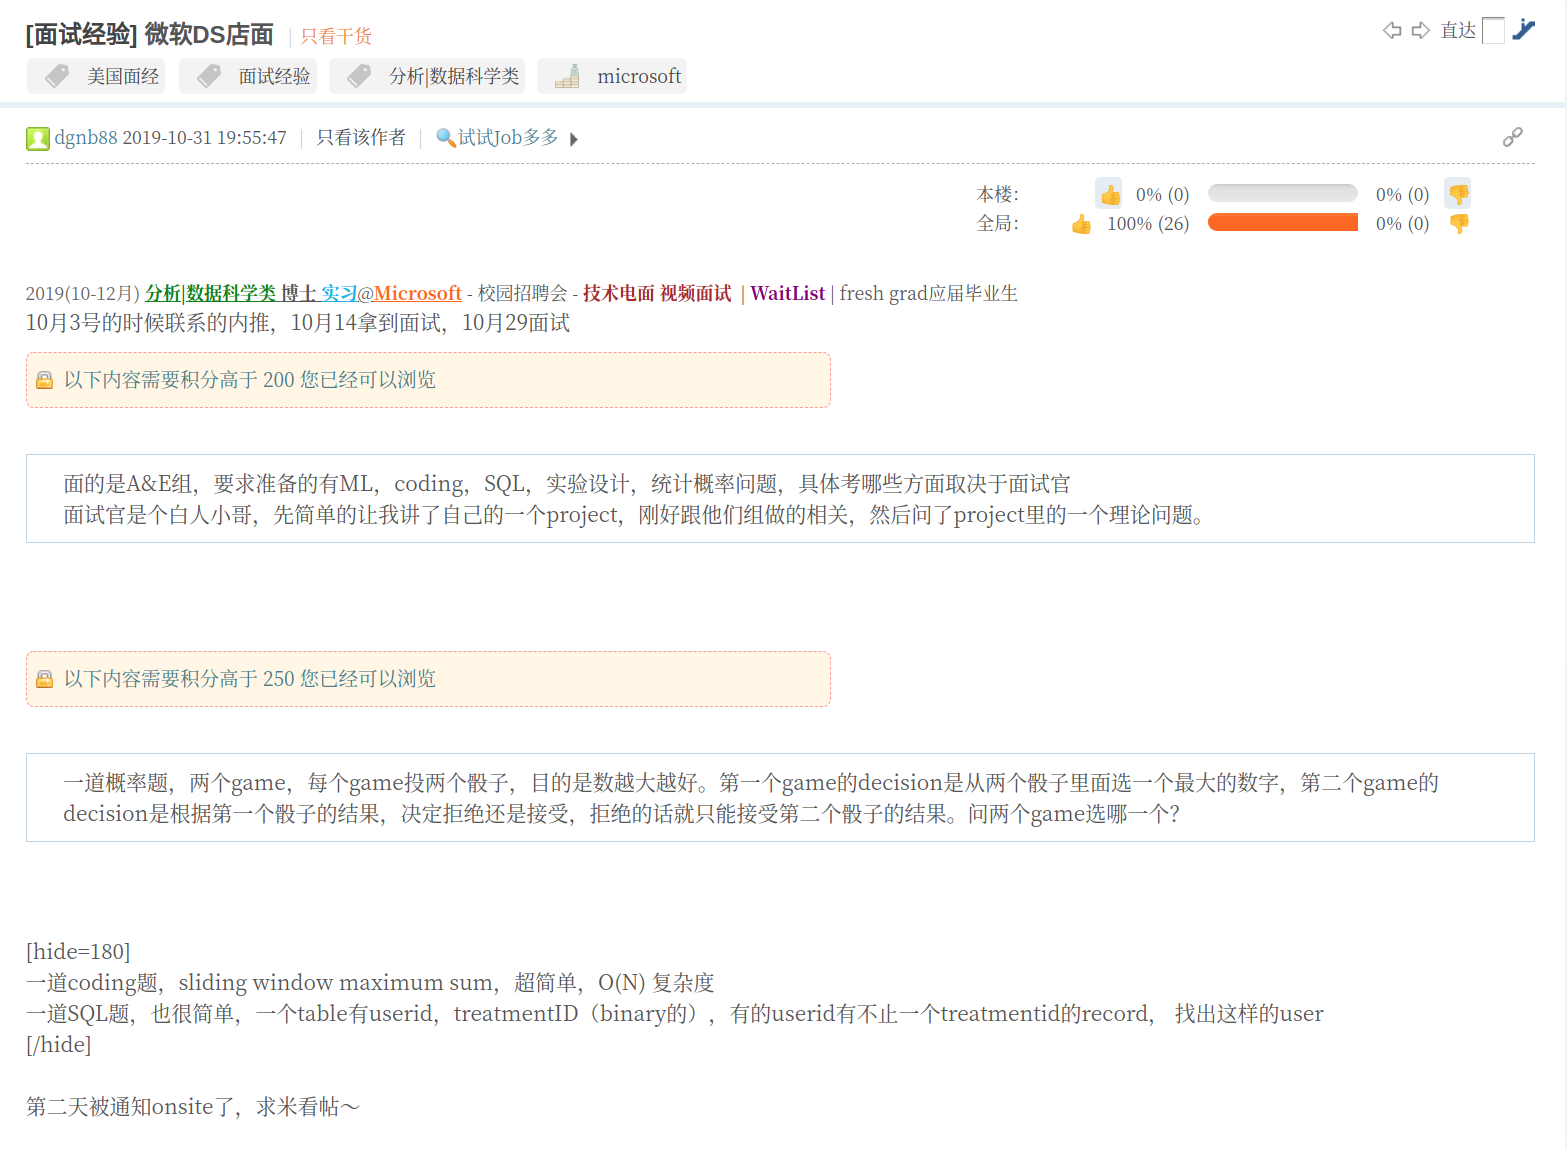 [面试经验] 微软DS店面 | 只看干货
直达
美国面经 面试经验 分析|数据科学类 microsoft
dgnb88 2019-10-31 19:55:47 | 只看该作者 | 试试Job多多
本楼： 0% (0) 0% (0)
全局： 100% (26) 0% (0)
2019(10-12月) 分析|数据科学类 博士 实习@Microsoft - 校园招聘会 - 技术电面 视频面试 | WaitList | fresh grad应届毕业生
10月3号的时候联系的内推，10月14拿到面试，10月29面试
以下内容需要积分高于 200 您已经可以浏览
面的是A&E组，要求准备的有ML，coding，SQL，实验设计，统计概率问题，具体考哪些方面取决于面试官
面试官是个白人小哥，先简单的让我讲了自己的一个project，刚好跟他们组做的相关，然后问了project里的一个理论问题。
以下内容需要积分高于 250 您已经可以浏览
一道概率题，两个game，每个game投两个骰子，目的是数越大越好。第一个game的decision是从两个骰子里面选一个最大的数字，第二个game的
decision是根据第一个骰子的结果，决定拒绝还是接受，拒绝的话就只能接受第二个骰子的结果。问两个game选哪一个？
[hide=180]
一道coding题，sliding window maximum sum，超简单，O(N) 复杂度
一道SQL题，也很简单，一个table有userid，treatmentID（binary的），有的userid有不止一个treatmentid的record， 找出这样的user
[/hide]
第二天被通知onsite了，求米看帖～